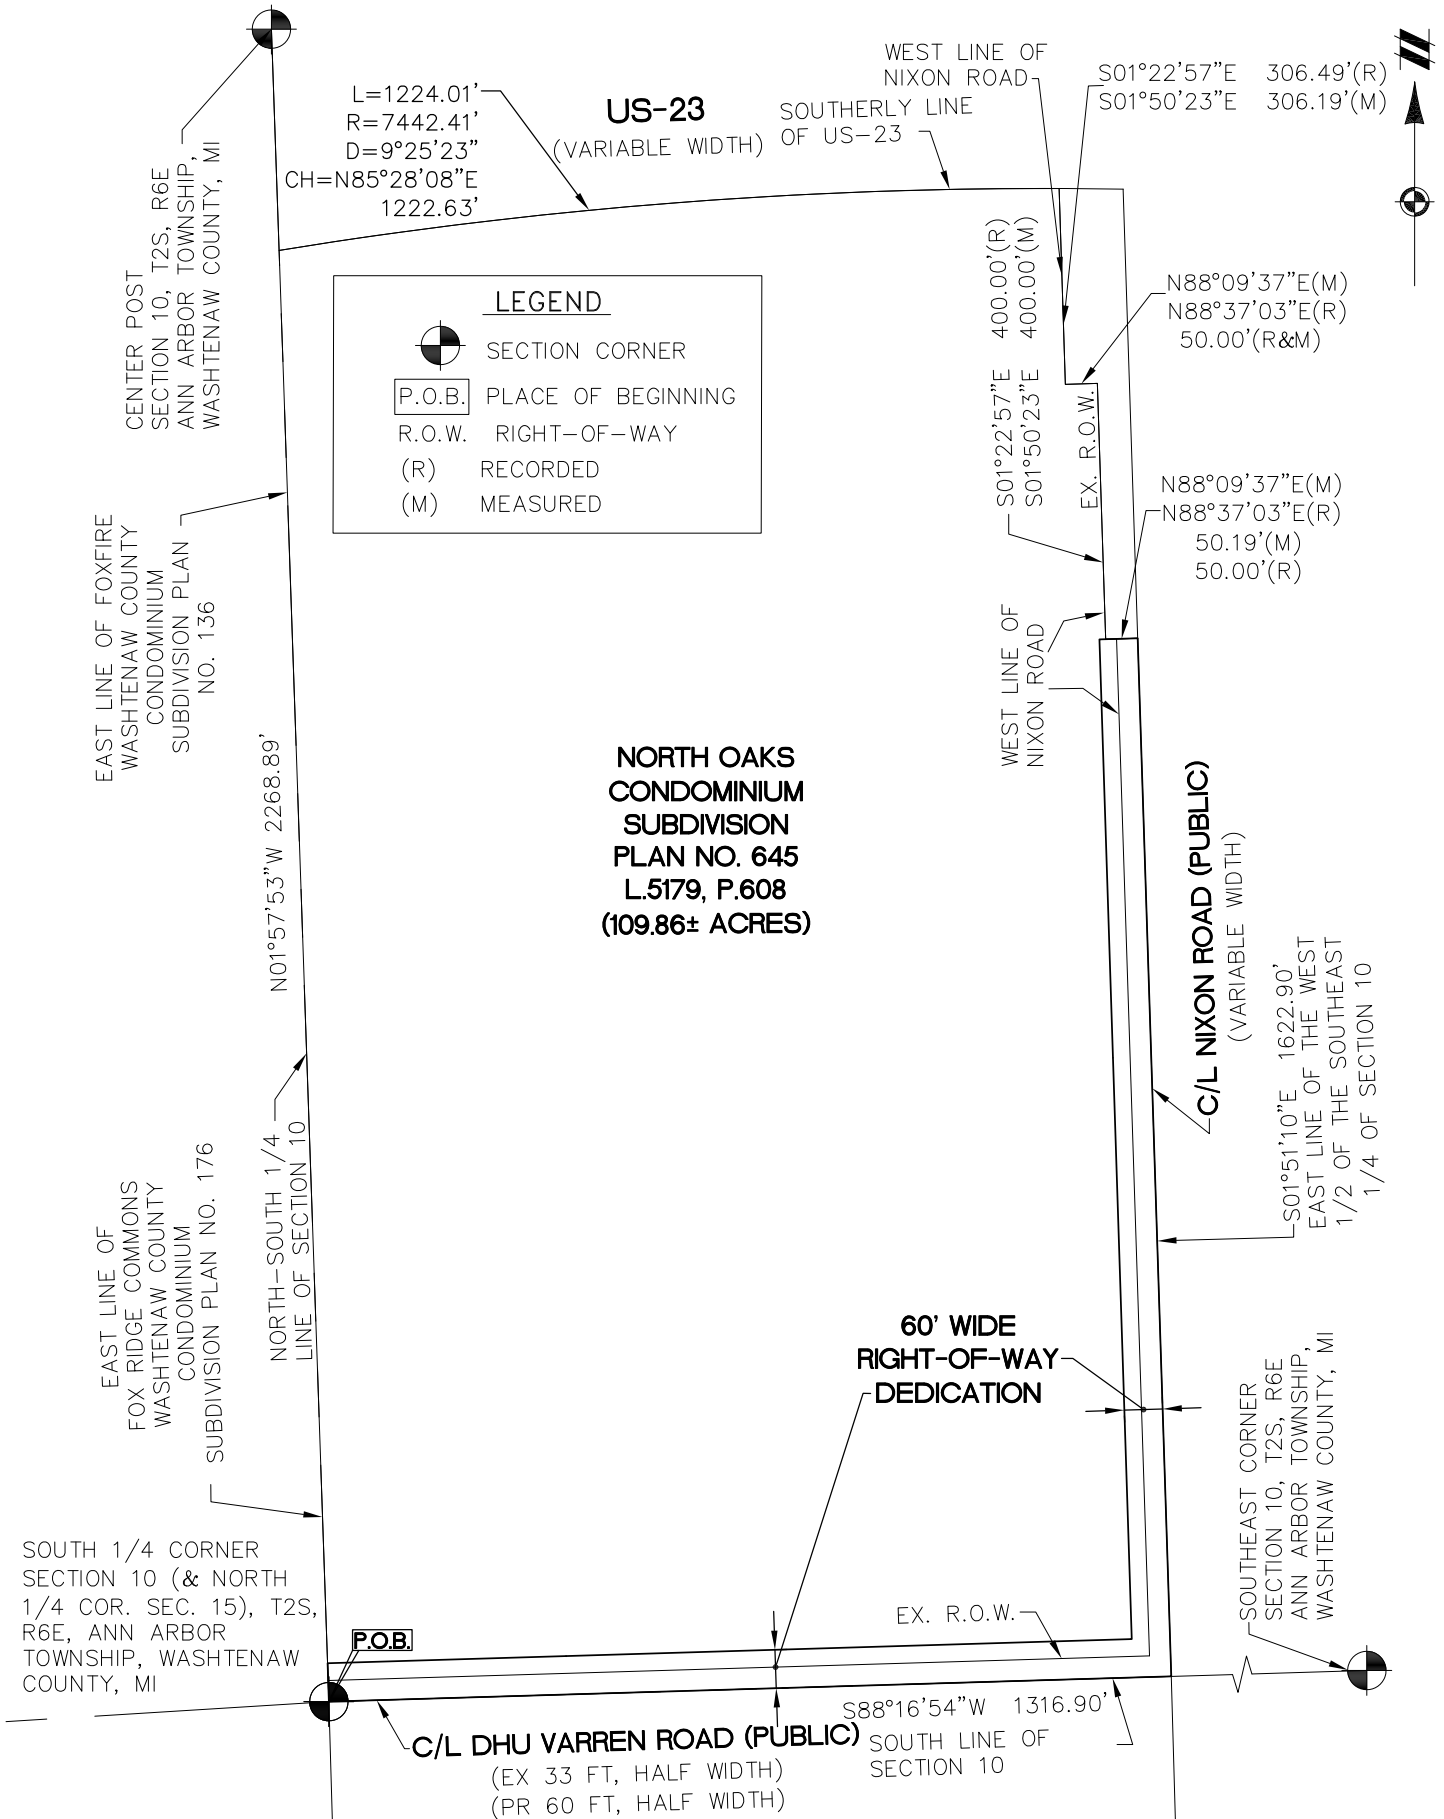 WEST LINE OF
NIXON ROAD
S01°22'57"E 306.49'(R)
S01°50'23"E 306.19'(M)
L=1224.01'
R=7442.41'
D=9°25'23"
CH=N85°28'08"E
1222.63'
US-23
(VARIABLE WIDTH)
SOUTHERLY LINE
OF US-23
CENTER POST
SECTION 10, T2S, R6E
ANN ARBOR TOWNSHIP,
WASHTENAW COUNTY, MI
LEGEND
SECTION CORNER
P.O.B. PLACE OF BEGINNING
R.O.W. RIGHT-OF-WAY
(R) RECORDED
(M) MEASURED
S01°22'57"E 400.00'(R)
S01°50'23"E 400.00'(M)
EX. R.O.W.
N88°09'37"E(M)
N88°37'03"E(R)
50.00'(R&M)
N88°09'37"E(M)
N88°37'03"E(R)
50.19'(M)
50.00'(R)
EAST LINE OF FOXFIRE
WASHTENAW COUNTY
CONDOMINIUM
SUBDIVISION PLAN
NO. 136
WEST LINE OF
NIXON ROAD
N01°57'53"W 2268.89'
NORTH OAKS
CONDOMINIUM
SUBDIVISION
PLAN NO. 645
L.5179, P.608
(109.86± ACRES)
C/L NIXON ROAD (PUBLIC)
(VARIABLE WIDTH)
S01°51'10"E 1622.90'
EAST LINE OF THE WEST
1/2 OF THE SOUTHEAST
1/4 OF SECTION 10
EAST LINE OF
FOX RIDGE COMMONS
WASHTENAW COUNTY
CONDOMINIUM
SUBDIVISION PLAN NO. 176
NORTH-SOUTH 1/4
LINE OF SECTION 10
60' WIDE
RIGHT-OF-WAY
DEDICATION
SOUTHEAST CORNER
SECTION 10, T2S, R6E
ANN ARBOR TOWNSHIP,
WASHTENAW COUNTY, MI
SOUTH 1/4 CORNER
SECTION 10 (& NORTH
1/4 COR. SEC. 15), T2S,
R6E, ANN ARBOR
TOWNSHIP, WASHTENAW
COUNTY, MI
P.O.B.
EX. R.O.W.
S88°16'54"W 1316.90'
SOUTH LINE OF
SECTION 10
C/L DHU VARREN ROAD (PUBLIC)
(EX 33 FT, HALF WIDTH)
(PR 60 FT, HALF WIDTH)